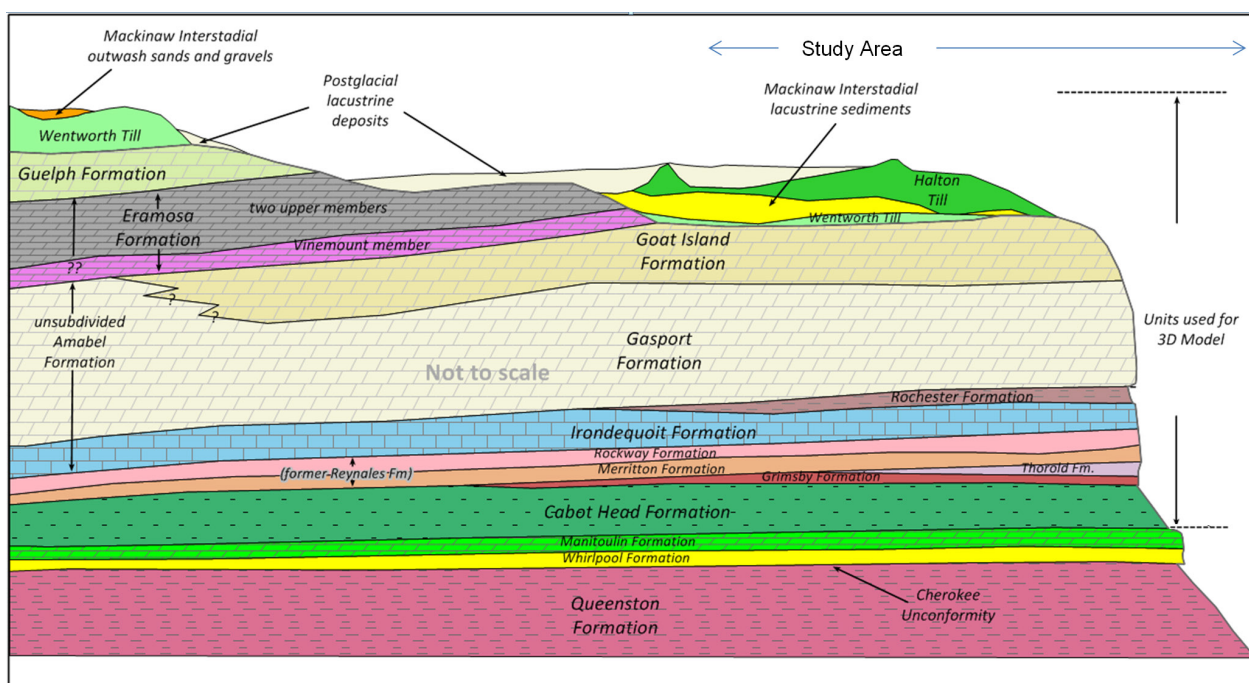 Mackinaw Interstadial
outwash sands and gravels
Study Area
Postglacial
lacustrine
deposits
Mackinaw Interstadial
lacustrine sediments
Wentworth Till
Guelph Formation
Halton
Till
two upper members
Eramosa
Formation
Wentworth Till
Vinemount member
Goat Island
Formation
??
?
?
unsubdivided
Amabel
Formation
Units used for
3D Model
Gasport
Formation
Not to scale
Rochester Formation
Irondequoit Formation
Rockway Formation
(former-Reynales Fm)
Merritton Formation
Thorold Fm.
Grimsby Formation
Cabot Head Formation
Manitoulin Formation
Whirlpool Formation
Cherokee
Unconformity
Queenston
Formation